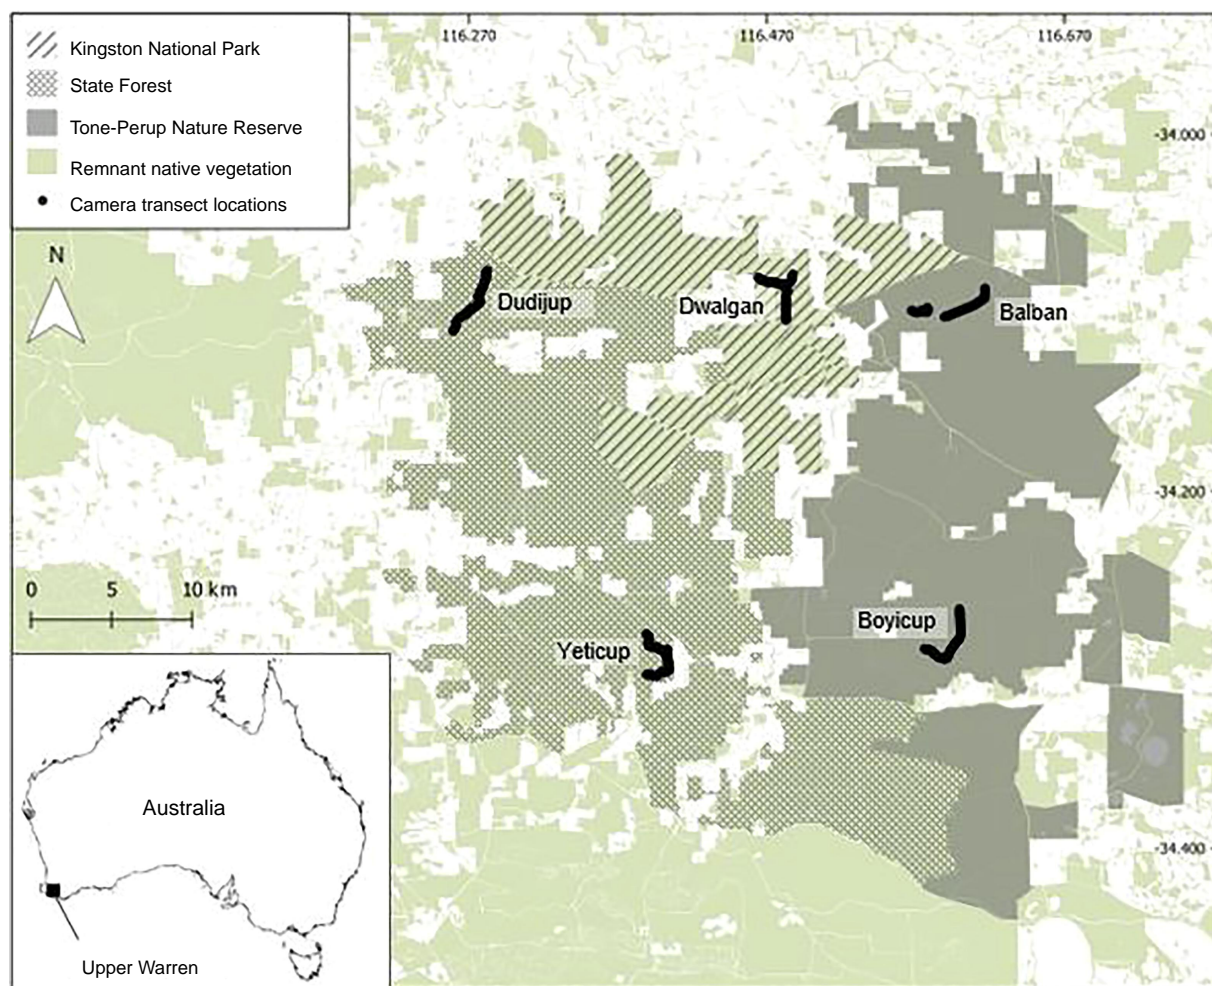 Kingston National Park
State Forest
Tone-Perup Nature Reserve
Remnant native vegetation
Camera transect locations
116.270
116.470
116.670
-34.000
-34.200
-34.400
N
Dudijup
Dwalgan
Balban
Yeticup
Boyicup
0 5 10 km
Australia
Upper Warren